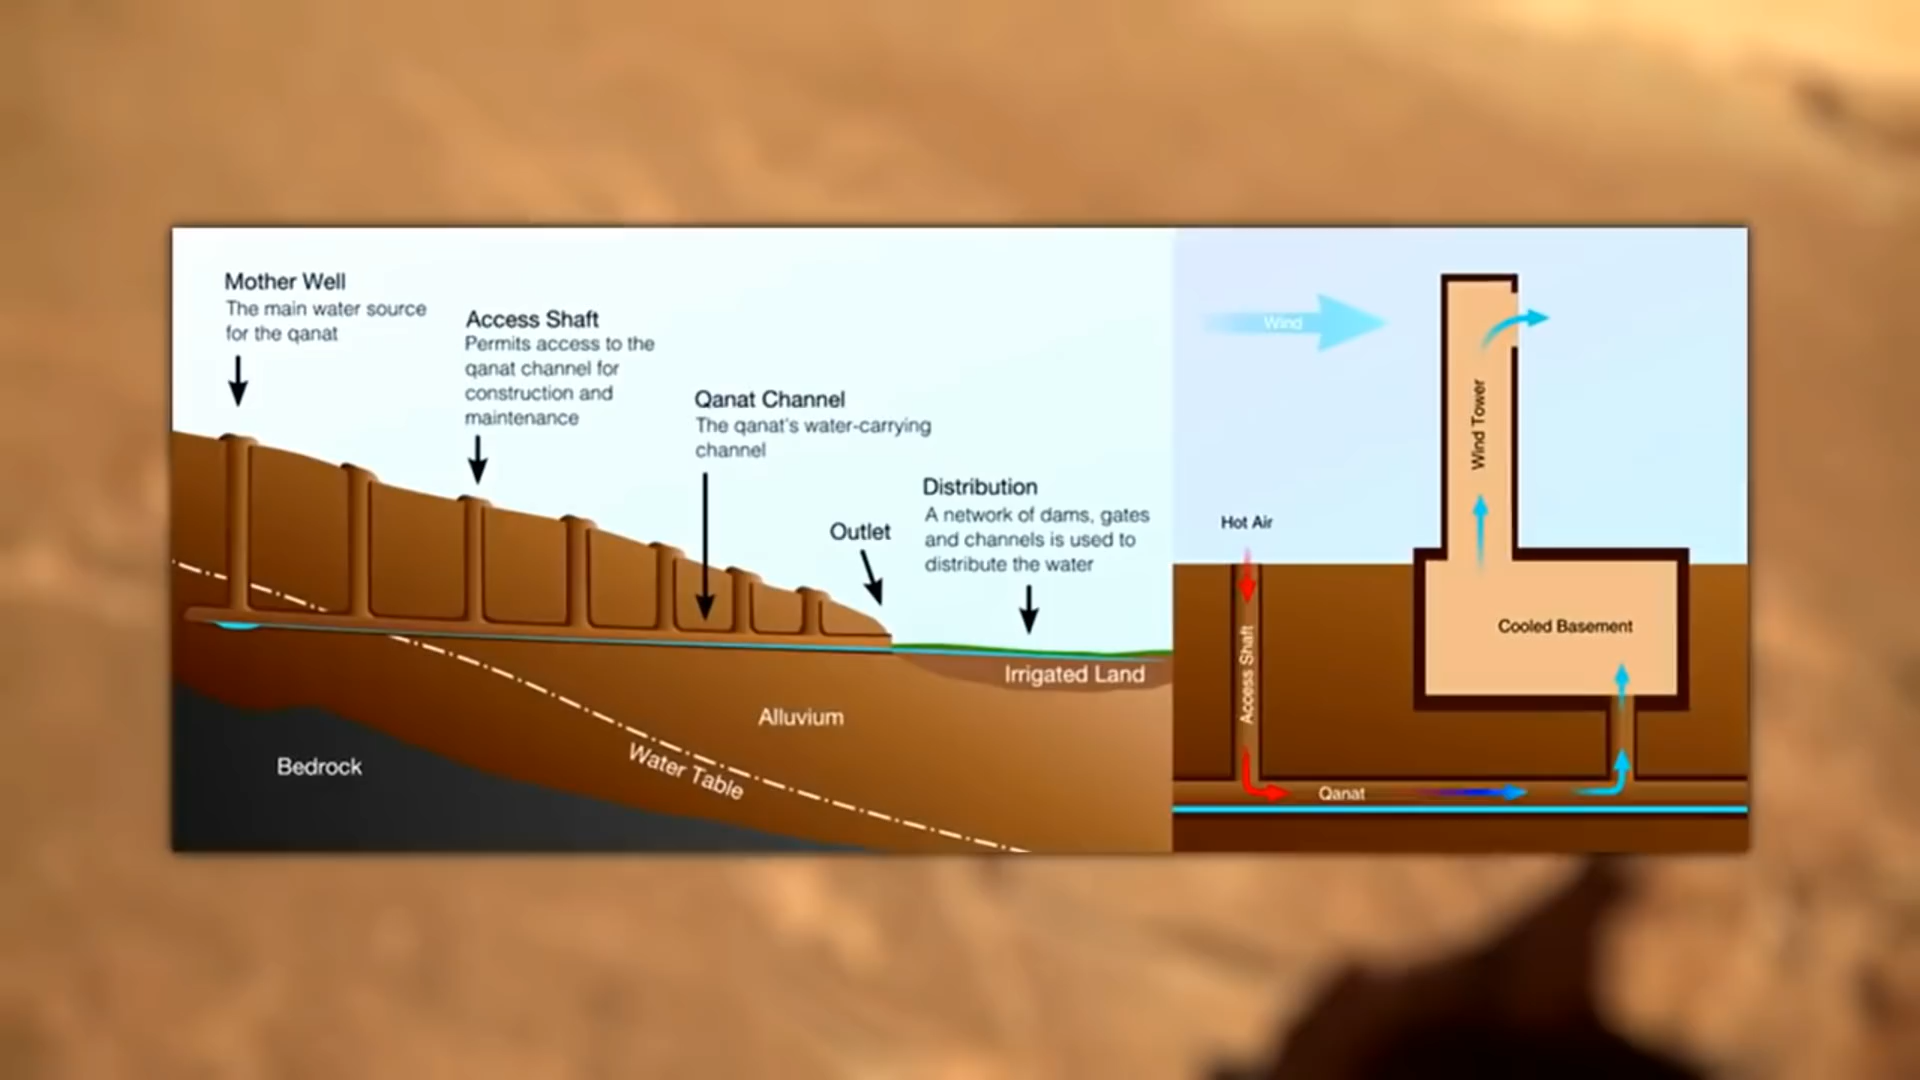 Mother Well
The main water source
for the qanat
Access Shaft
Permits access to the
qanat channel for
construction and
maintenance
Qanat Channel
The qanat's water-carrying
channel
Outlet
Distribution
A network of dams, gates
and channels is used to
distribute the water
Irrigated Land
Alluvium
Water Table
Bedrock
Wind
Wind Tower
Hot Air
Access Shaft
Cooled Basement
Qanat